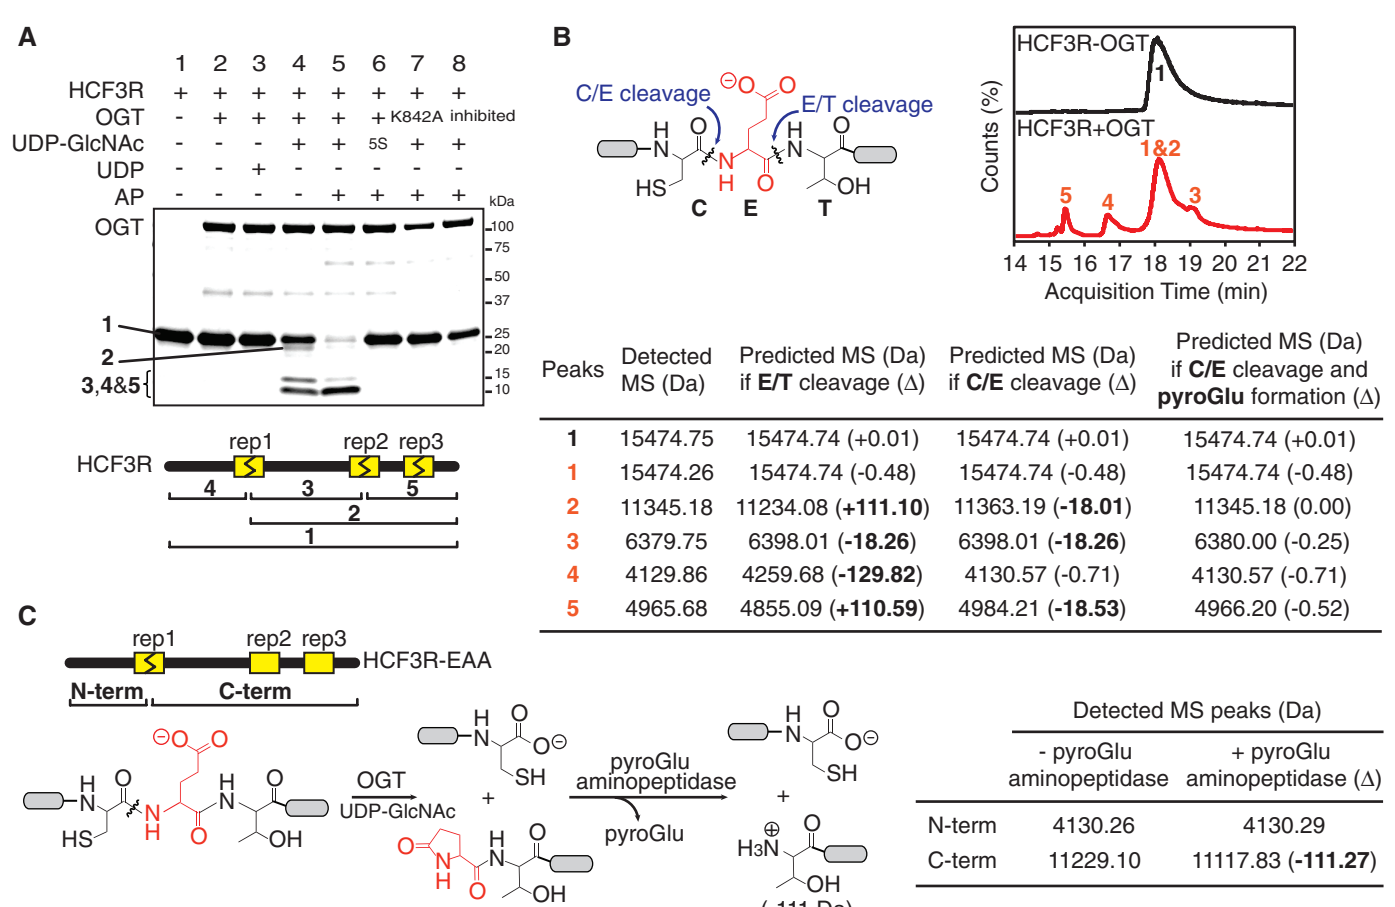 A
1 2 3 4 5 6 7 8
HCF3R + + + + + + + +
OGT - + + + + + K842A inhibited
UDP-GlcNAc - - - + + 5S + +
UDP - - + - - - - -
AP - - - - + + + +
kDa
OGT
100
75
50
37
25
20
15
10
1
2
3,4&5
rep1 rep2 rep3
HCF3R
4 3 5
2
1
B
C/E cleavage
E/T cleavage
⊖ O O
H N O H N O
HS N H O OH
C E T
HCF3R-OGT
1
HCF3R+OGT
1&2
5 4 3
Counts (%)
14 15 16 17 18 19 20 21 22
Acquisition Time (min)
Peaks Detected MS (Da) Predicted MS (Da) if E/T cleavage (Δ) Predicted MS (Da) if C/E cleavage (Δ) Predicted MS (Da) if C/E cleavage and pyroGlu formation (Δ)
1 15474.75 15474.74 (+0.01) 15474.74 (+0.01) 15474.74 (+0.01)
1 15474.26 15474.74 (-0.48) 15474.74 (-0.48) 15474.74 (-0.48)
2 11345.18 11234.08 (+111.10) 11363.19 (-18.01) 11345.18 (0.00)
3 6379.75 6398.01 (-18.26) 6398.01 (-18.26) 6380.00 (-0.25)
4 4129.86 4259.68 (-129.82) 4130.57 (-0.71) 4130.57 (-0.71)
5 4965.68 4855.09 (+110.59) 4984.21 (-18.53) 4966.20 (-0.52)
C
rep1 rep2 rep3
HCF3R-EAA
N-term C-term
⊖ O O
H N O H N O
HS N H O OH
OGT
UDP-GlcNAc
H N O O⊖
SH
+
O N H H N O
O OH
pyroGlu
aminopeptidase
pyroGlu
H N O O⊖
SH
+
⊕ H3N O
OH
(-111 Da)
Detected MS peaks (Da)
- pyroGlu aminopeptidase + pyroGlu aminopeptidase (Δ)
N-term 4130.26 4130.29
C-term 11229.10 11117.83 (-111.27)